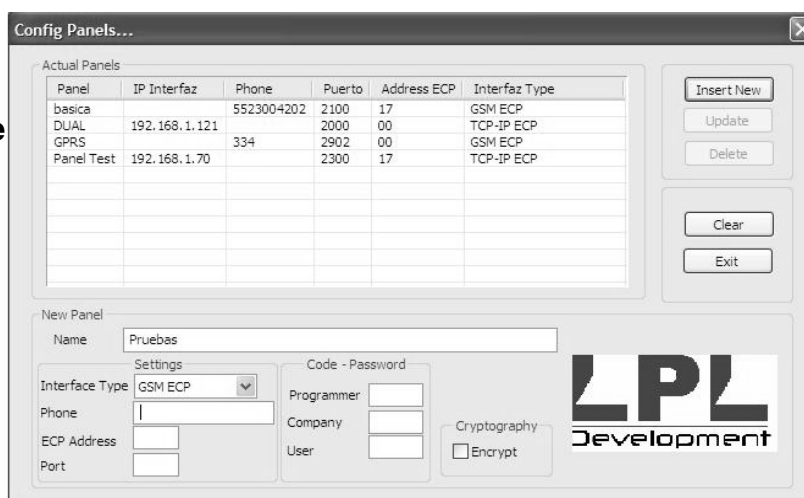 Config Panels...
e
Actual Panels
Panel IP Interfaz Phone Puerto Address ECP Interfaz Type
basica 5523004202 2100 17 GSM ECP
DUAL 192.168.1.121 2000 00 TCP-IP ECP
GPRS 334 2902 00 GSM ECP
Panel Test 192.168.1.70 2300 17 TCP-IP ECP
Insert New
Update
Delete
Clear
Exit
New Panel
Name Pruebas
Settings
Interface Type GSM ECP
Phone
ECP Address
Port
Code - Password
Programmer
Company
User
Cryptography
Encrypt
LPL
Development